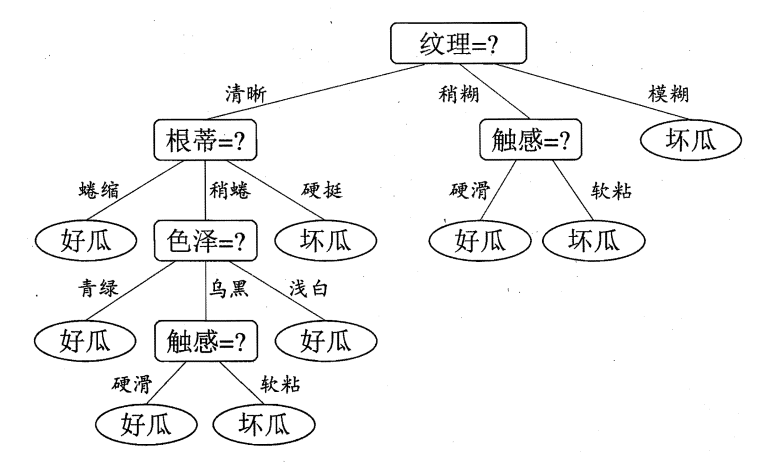 纹理=?
清晰 稍糊 模糊
根蒂=? 触感=? 坏瓜
蜷缩 稍蜷 硬挺 硬滑 软粘
好瓜 色泽=? 坏瓜 好瓜 坏瓜
青绿 乌黑 浅白
好瓜 触感=? 好瓜
硬滑 软粘
好瓜 坏瓜